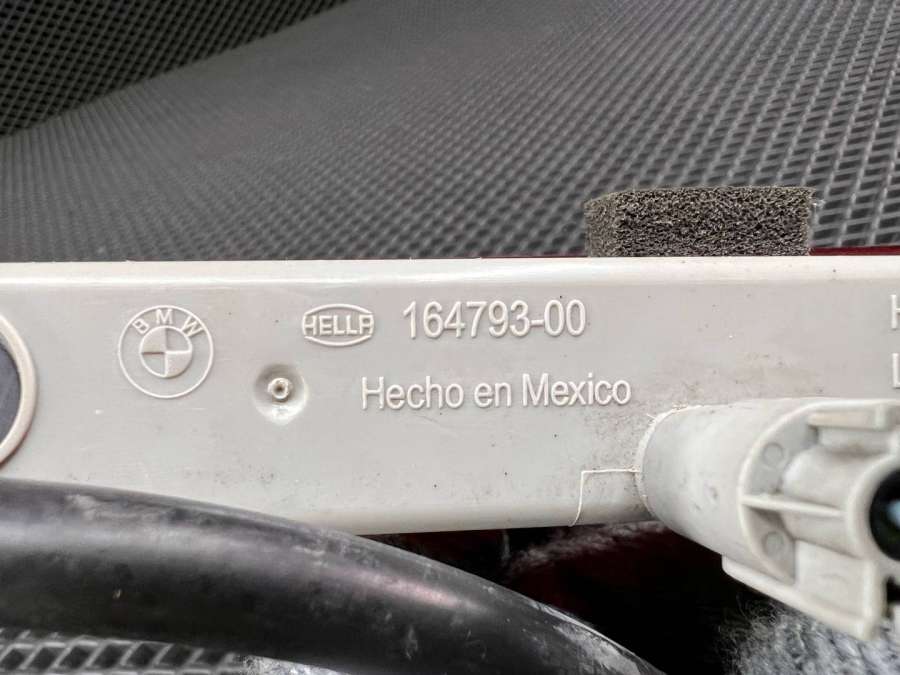 BMW
HELLA 164793-00
Hecho en Mexico
H
L